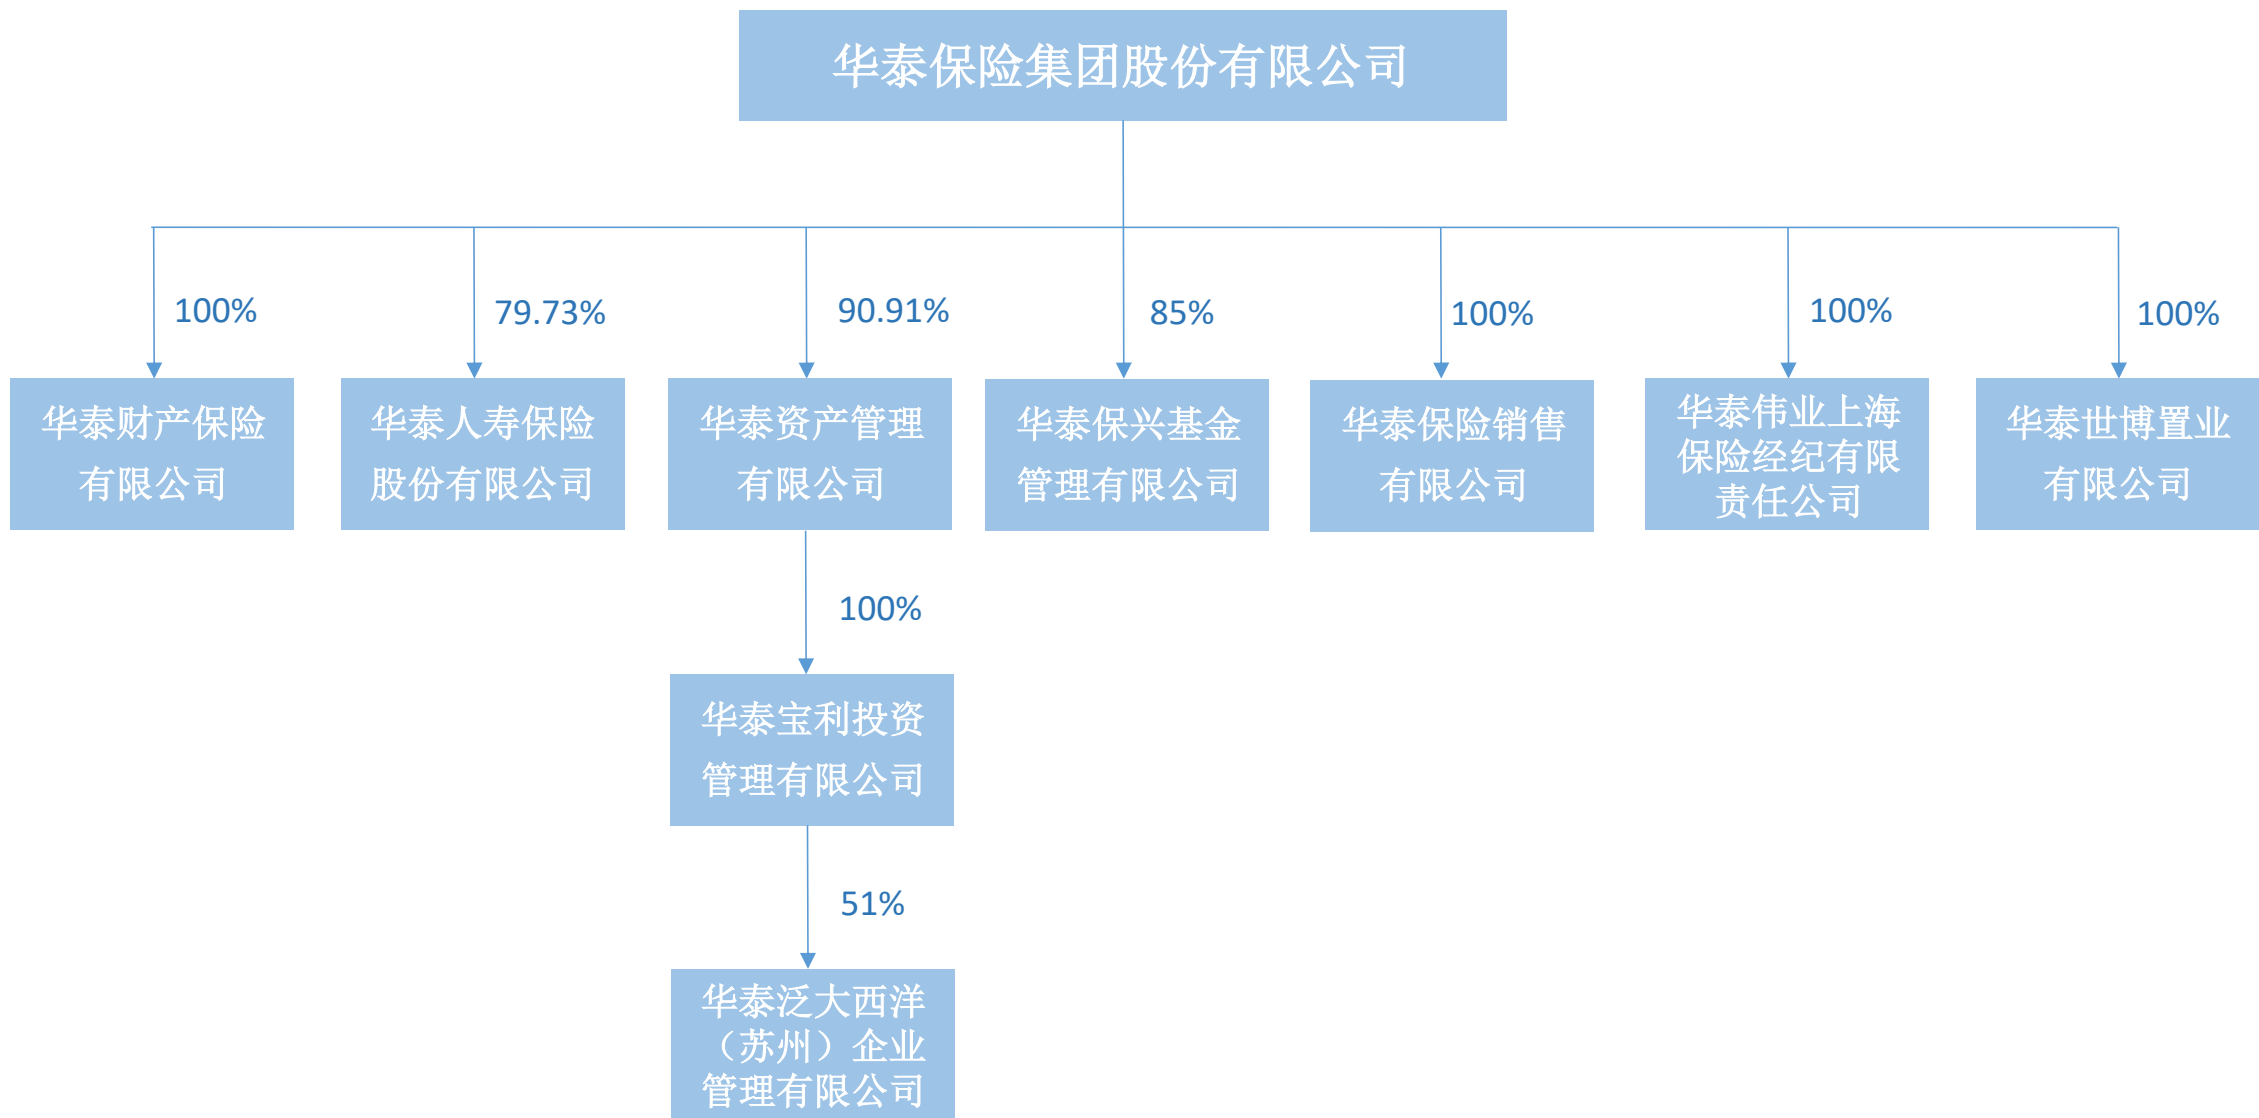 华泰保险集团股份有限公司
100%
79.73%
90.91%
85%
100%
100%
100%
华泰财产保险
有限公司
华泰人寿保险
股份有限公司
华泰资产管理
有限公司
华泰保兴基金
管理有限公司
华泰保险销售
有限公司
华泰伟业上海
保险经纪有限
责任公司
华泰世博置业
有限公司
100%
华泰宝利投资
管理有限公司
51%
华泰泛大西洋
（苏州）企业
管理有限公司